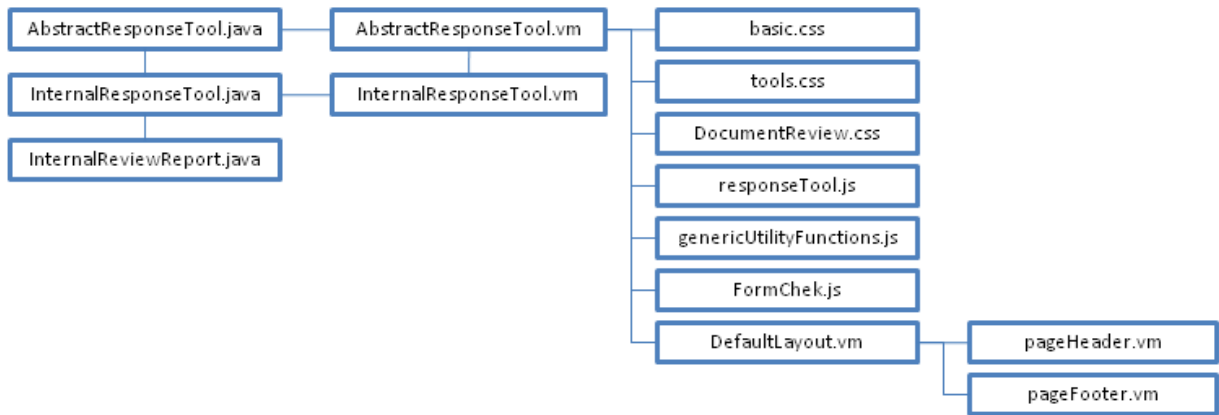 AbstractResponseTool.java
AbstractResponseTool.vm
basic.css
InternalResponseTool.java
InternalResponseTool.vm
tools.css
DocumentReview.css
InternalReviewReport.java
responseTool.js
genericUtilityFunctions.js
FormChek.js
DefaultLayout.vm
pageHeader.vm
pageFooter.vm